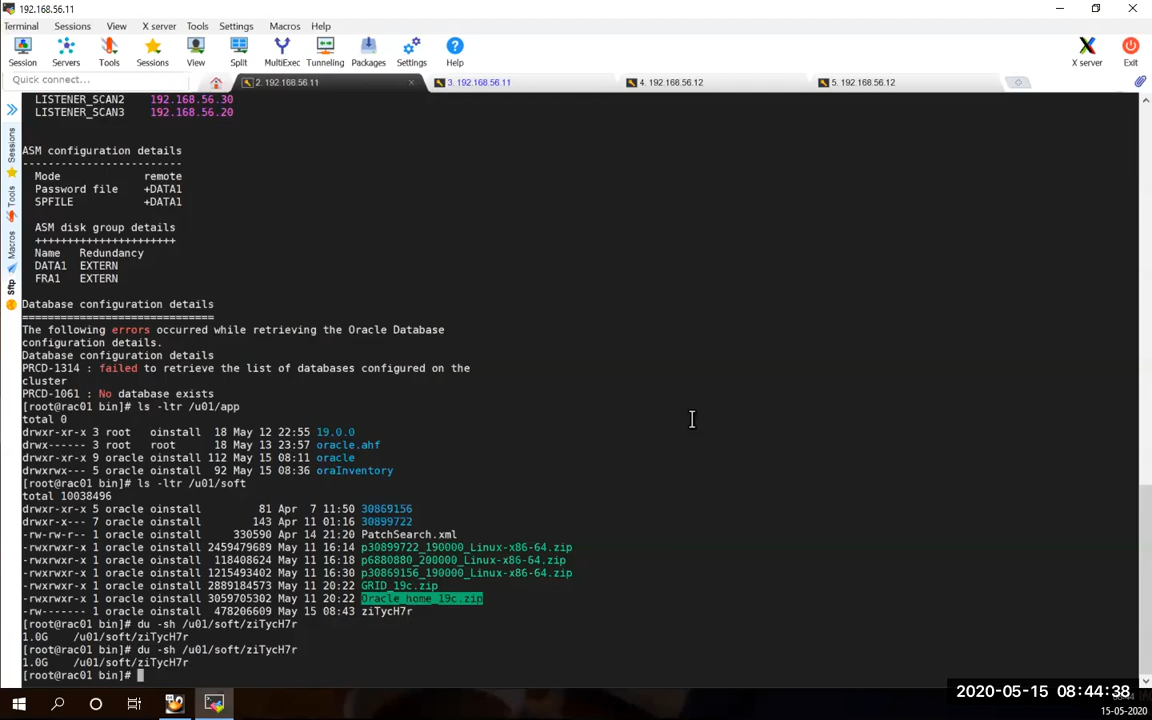 192.168.56.11
Terminal Sessions View X server Tools Settings Macros Help
Session Servers Tools Sessions View Split MultiExec Tunneling Packages Settings Help X server Exit
Quick connect... 2. 192.168.56.11 3. 192.168.56.11 4. 192.168.56.12 5. 192.168.56.12
Sessions
Tools
Macros
Sftp
LISTENER_SCAN2 192.168.56.30
LISTENER_SCAN3 192.168.56.20
ASM configuration details
-------------------------
Mode remote
Password file +DATA1
SPFILE +DATA1
ASM disk group details
++++++++++++++++++++++
Name Redundancy
DATA1 EXTERN
FRA1 EXTERN
Database configuration details
==============================
The following errors occurred while retrieving the Oracle Database
configuration details.
Database configuration details
PRCD-1314 : failed to retrieve the list of databases configured on the
cluster
PRCD-1061 : No database exists
[root@rac01 bin]# ls -ltr /u01/app
total 0
drwxr-xr-x 3 root oinstall 18 May 12 22:55 19.0.0
drwx------ 3 root root 18 May 13 23:57 oracle.ahf
drwxr-xr-x 9 oracle oinstall 112 May 15 08:11 oracle
drwxrwx--- 5 oracle oinstall 92 May 15 08:36 oraInventory
[root@rac01 bin]# ls -ltr /u01/soft
total 10038496
drwxr-xr-x 5 oracle oinstall 81 Apr 7 11:50 30869156
drwxr-x--- 7 oracle oinstall 143 Apr 11 01:16 30899722
-rw-rw-r-- 1 oracle oinstall 330590 Apr 14 21:20 PatchSearch.xml
-rwxrwxr-x 1 oracle oinstall 2459479689 May 11 16:14 p30899722_190000_Linux-x86-64.zip
-rwxrwxr-x 1 oracle oinstall 118408624 May 11 16:18 p6880880_200000_Linux-x86-64.zip
-rwxrwxr-x 1 oracle oinstall 1215493402 May 11 16:30 p30869156_190000_Linux-x86-64.zip
-rwxrwxr-x 1 oracle oinstall 2889184573 May 11 20:22 GRID_19c.zip
-rwxrwxr-x 1 oracle oinstall 3059705302 May 11 20:22 Oracle_home_19c.zip
-rw------- 1 oracle oinstall 478206609 May 15 08:43 ziTycH7r
[root@rac01 bin]# du -sh /u01/soft/ziTycH7r
1.0G /u01/soft/ziTycH7r
[root@rac01 bin]# du -sh /u01/soft/ziTycH7r
1.0G /u01/soft/ziTycH7r
[root@rac01 bin]#
2020-05-15 08:44:38
15-05-2020